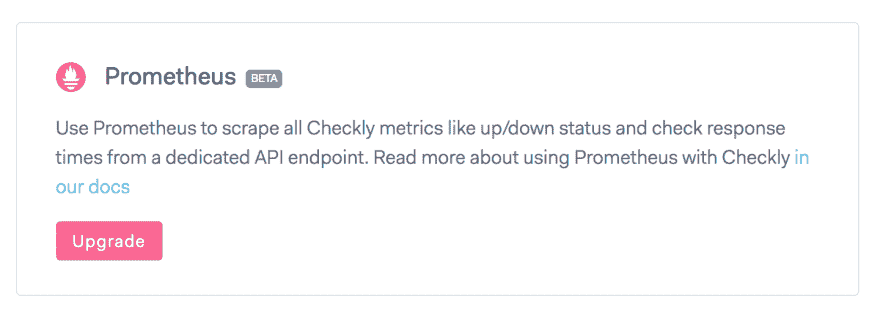 Prometheus BETA
Use Prometheus to scrape all Checkly metrics like up/down status and check response
times from a dedicated API endpoint. Read more about using Prometheus with Checkly in
our docs
Upgrade